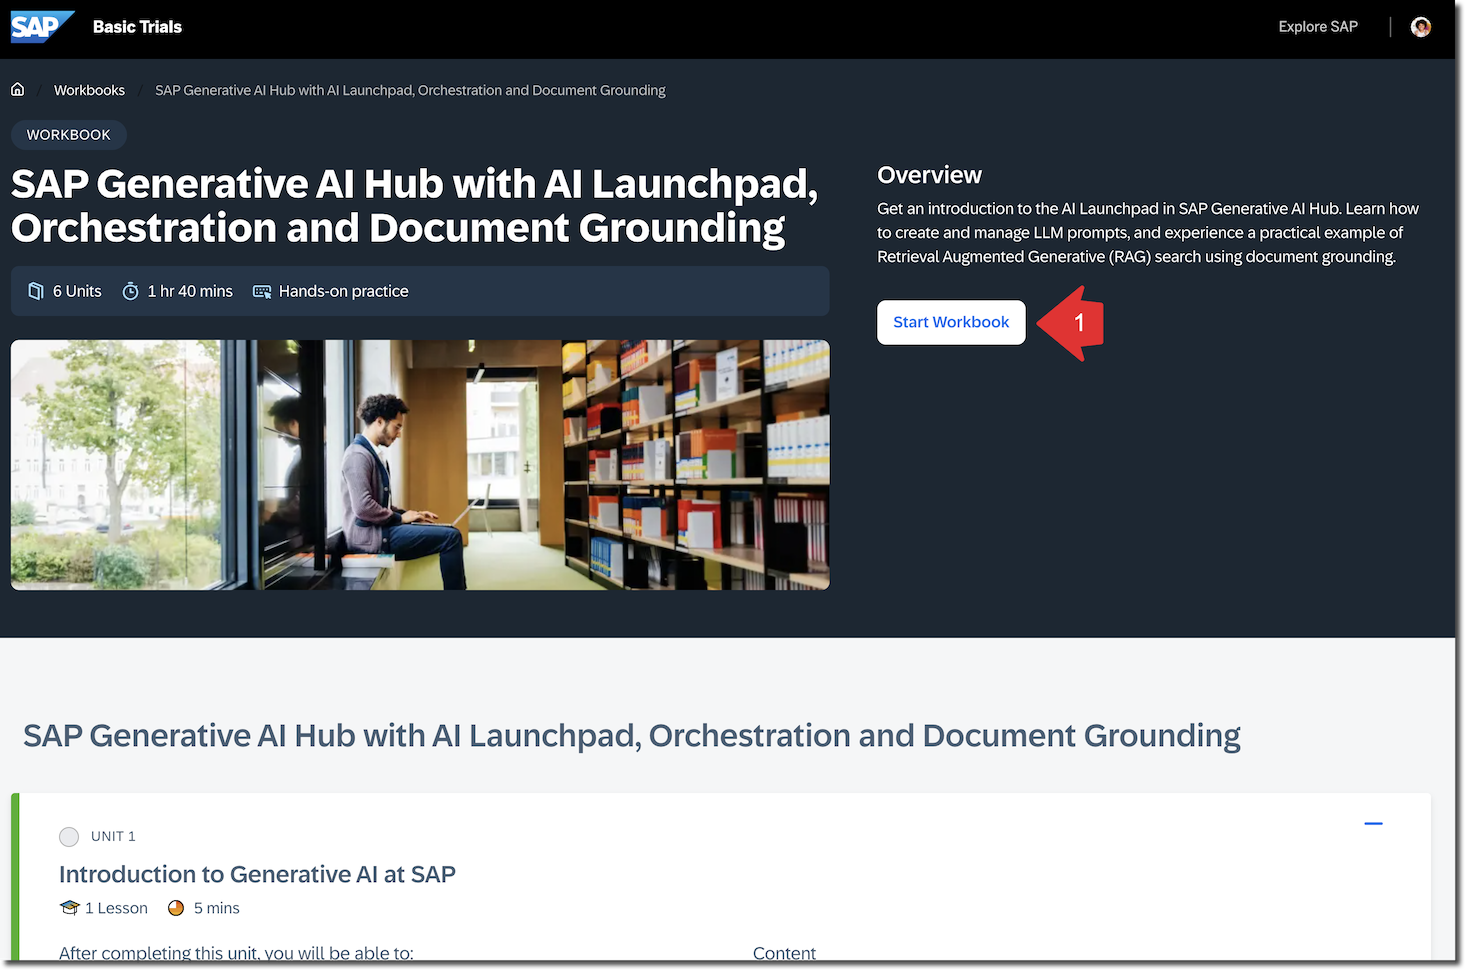 SAP Basic Trials
Explore SAP
Workbooks / SAP Generative AI Hub with AI Launchpad, Orchestration and Document Grounding
WORKBOOK
SAP Generative AI Hub with AI Launchpad,
Orchestration and Document Grounding
6 Units 1 hr 40 mins Hands-on practice
Overview
Get an introduction to the AI Launchpad in SAP Generative AI Hub. Learn how
to create and manage LLM prompts, and experience a practical example of
Retrieval Augmented Generative (RAG) search using document grounding.
Start Workbook
1
SAP Generative AI Hub with AI Launchpad, Orchestration and Document Grounding
UNIT 1
Introduction to Generative AI at SAP
1 Lesson 5 mins
After completing this unit, you will be able to:
Content